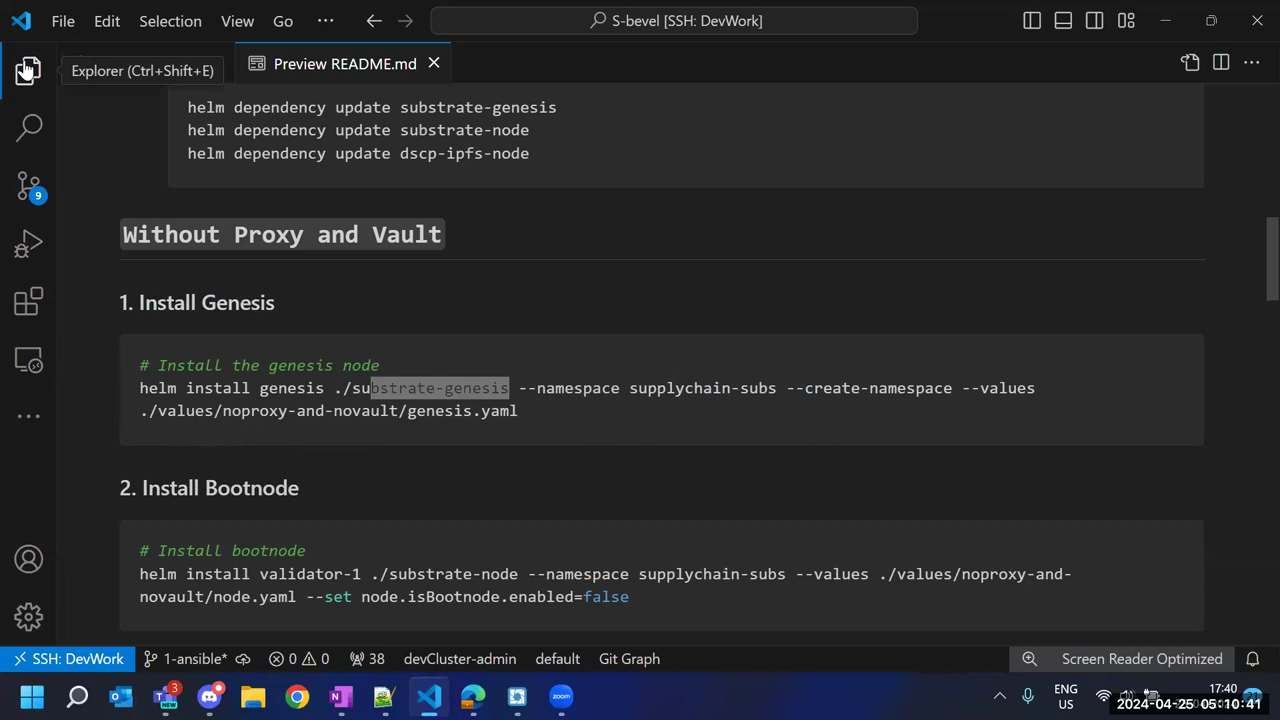 File Edit Selection View Go ··· S-bevel [SSH: DevWork]
Explorer (Ctrl+Shift+E)
Preview README.md
helm dependency update substrate-genesis
helm dependency update substrate-node
helm dependency update dscp-ipfs-node
9
Without Proxy and Vault
1. Install Genesis
# Install the genesis node
helm install genesis ./substrate-genesis --namespace supplychain-subs --create-namespace --values
./values/noproxy-and-novault/genesis.yaml
2. Install Bootnode
# Install bootnode
helm install validator-1 ./substrate-node --namespace supplychain-subs --values ./values/noproxy-and-
novault/node.yaml --set node.isBootnode.enabled=false
SSH: DevWork 1-ansible* 0 0 38 devCluster-admin default Git Graph Screen Reader Optimized
3 NEW zoom ENG US 17:40
2024-04-25 05:10:41